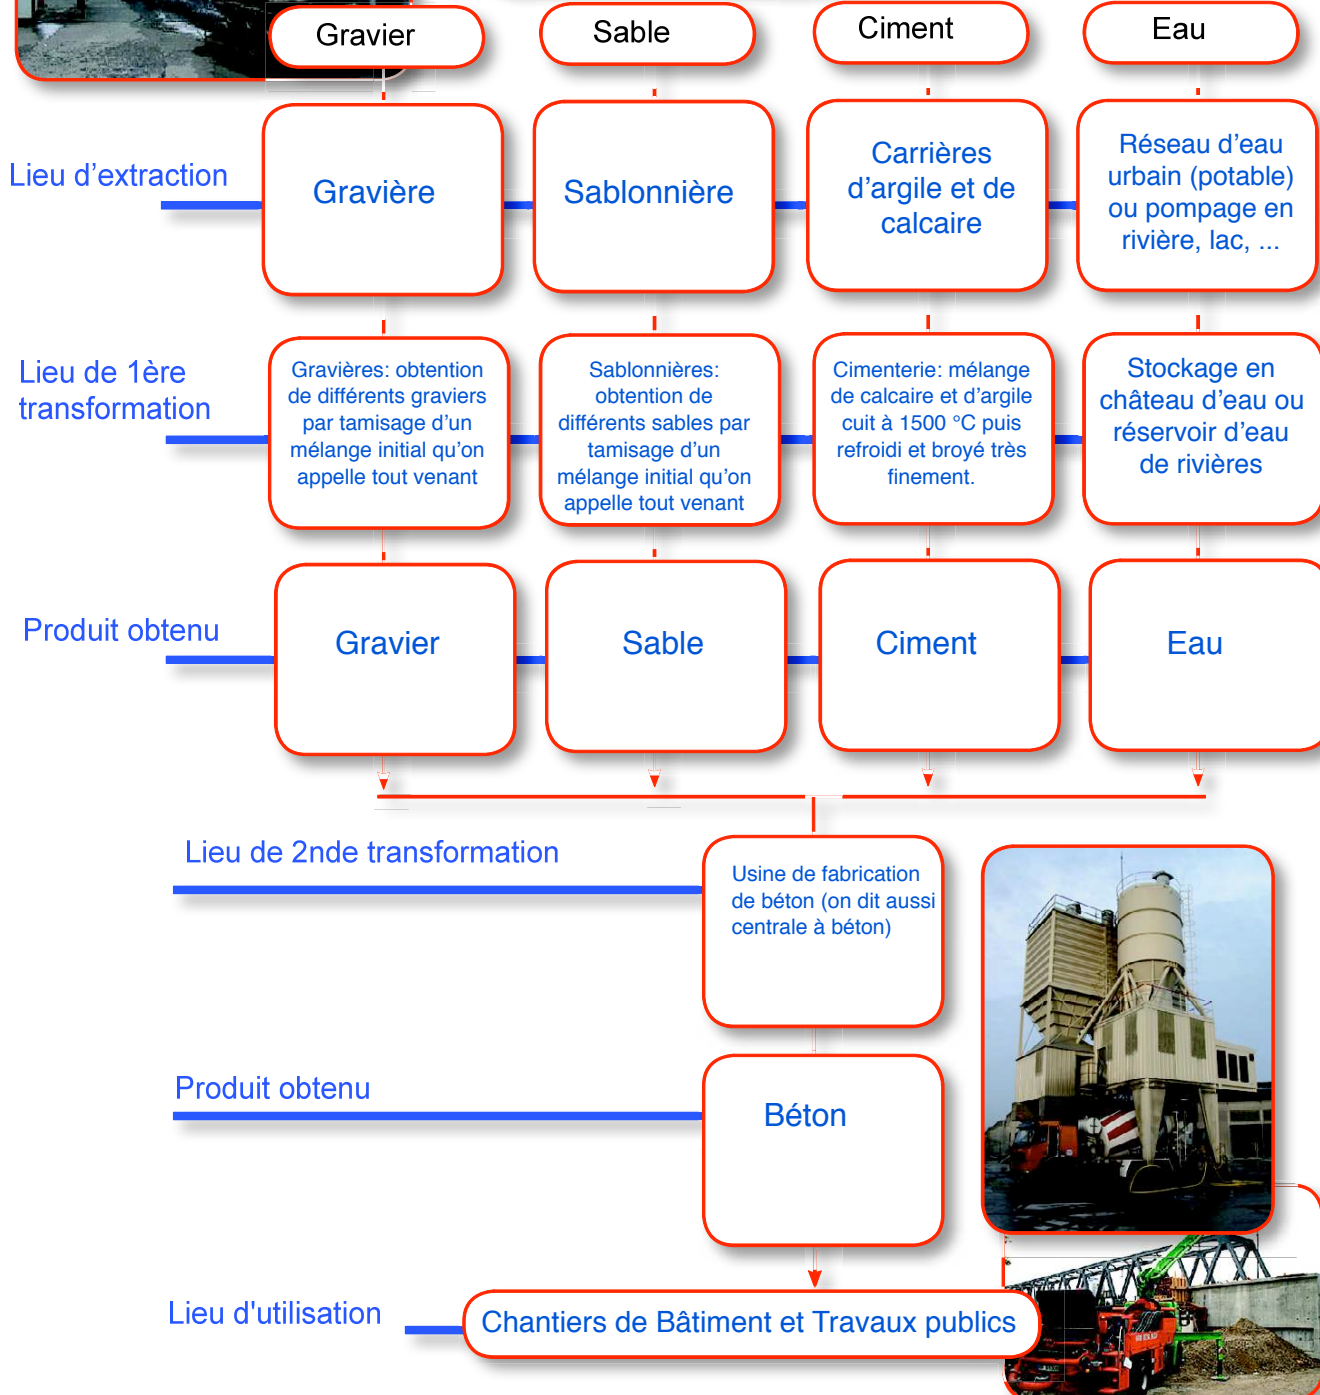 Gravier
Sable
Ciment
Eau
Lieu d’extraction
Gravière
Sablonnière
Carrières
d’argile et de
calcaire
Réseau d’eau
urbain (potable)
ou pompage en
rivière, lac, ...
Lieu de 1ère
transformation
Gravières: obtention
de différents graviers
par tamisage d’un
mélange initial qu’on
appelle tout venant
Sablonnières:
obtention de
différents sables par
tamisage d’un
mélange initial qu’on
appelle tout venant
Cimenterie: mélange
de calcaire et d’argile
cuit à 1500 °C puis
refroidi et broyé très
finement.
Stockage en
château d’eau ou
réservoir d’eau
de rivières
Produit obtenu
Gravier
Sable
Ciment
Eau
Lieu de 2nde transformation
Usine de fabrication
de béton (on dit aussi
centrale à béton)
Produit obtenu
Béton
Lieu d'utilisation
Chantiers de Bâtiment et Travaux publics